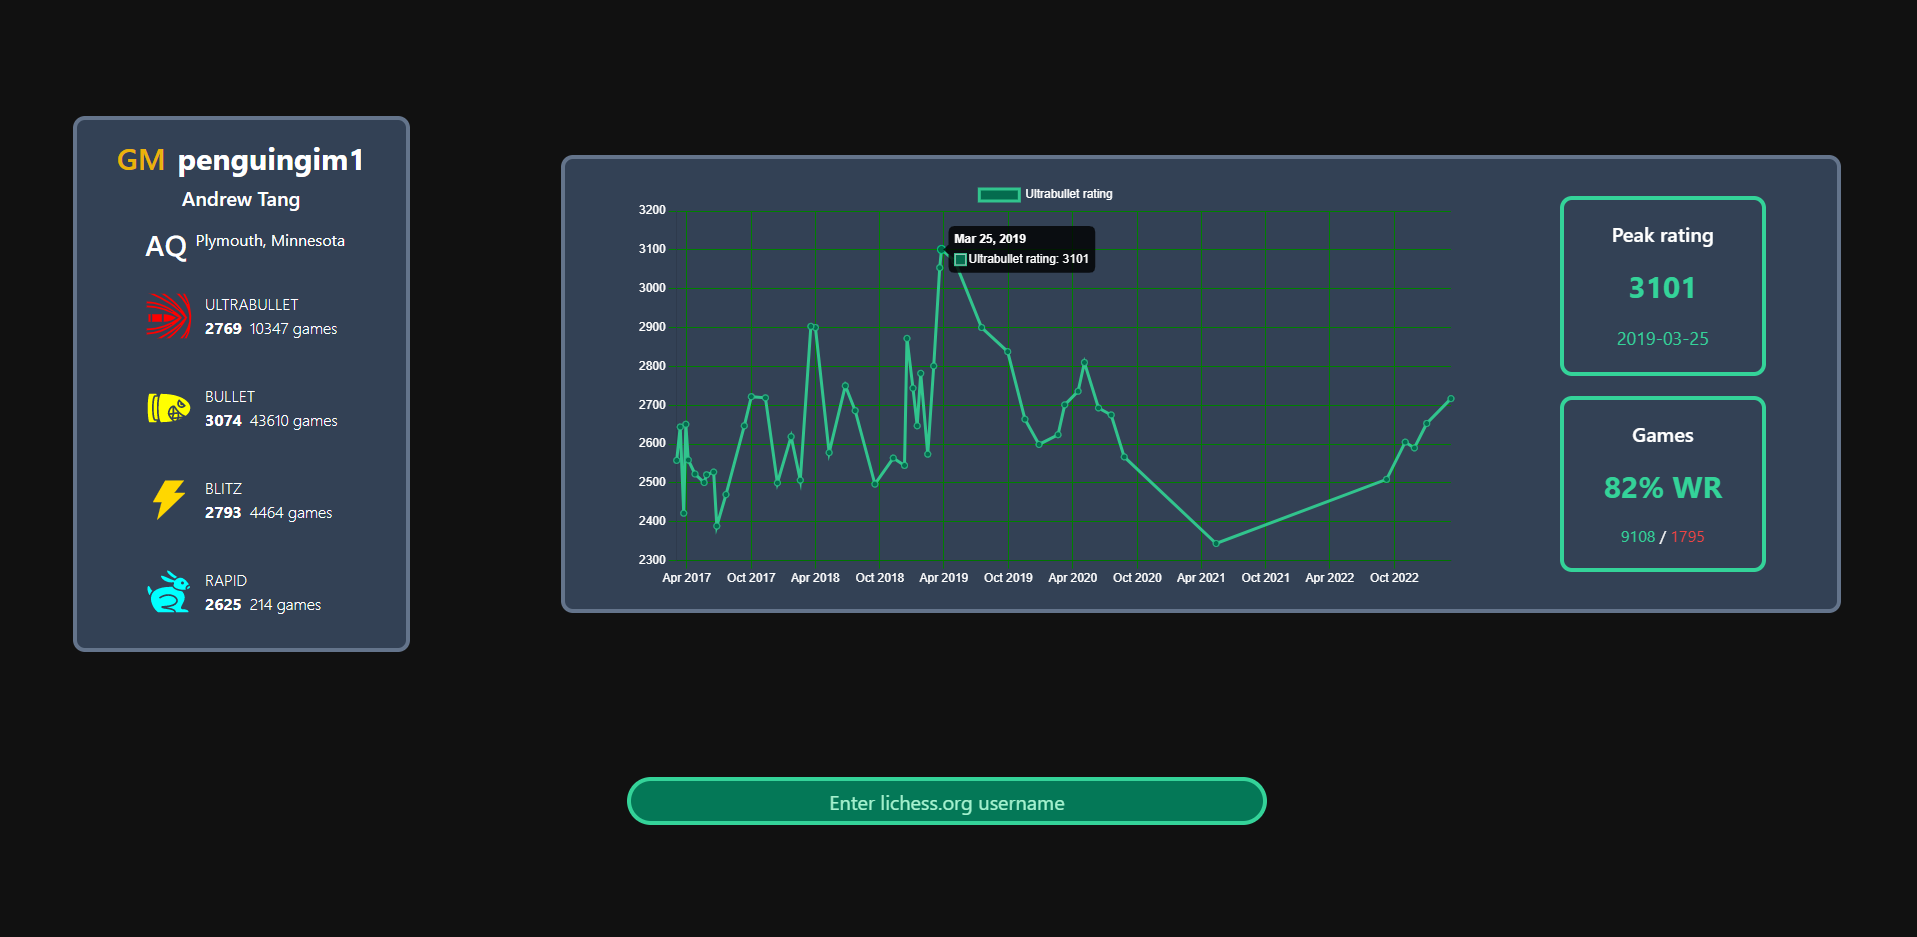 GM penguingim1
Andrew Tang
AQ Plymouth, Minnesota
ULTRABULLET
2769 10347 games
BULLET
3074 43610 games
BLITZ
2793 4464 games
RAPID
2625 214 games
Ultrabullet rating
3200
3100
3000
2900
2800
2700
2600
2500
2400
2300
Mar 25, 2019
Ultrabullet rating: 3101
Apr 2017 Oct 2017 Apr 2018 Oct 2018 Apr 2019 Oct 2019 Apr 2020 Oct 2020 Apr 2021 Oct 2021 Apr 2022 Oct 2022
Peak rating
3101
2019-03-25
Games
82% WR
9108 / 1795
Enter lichess.org username